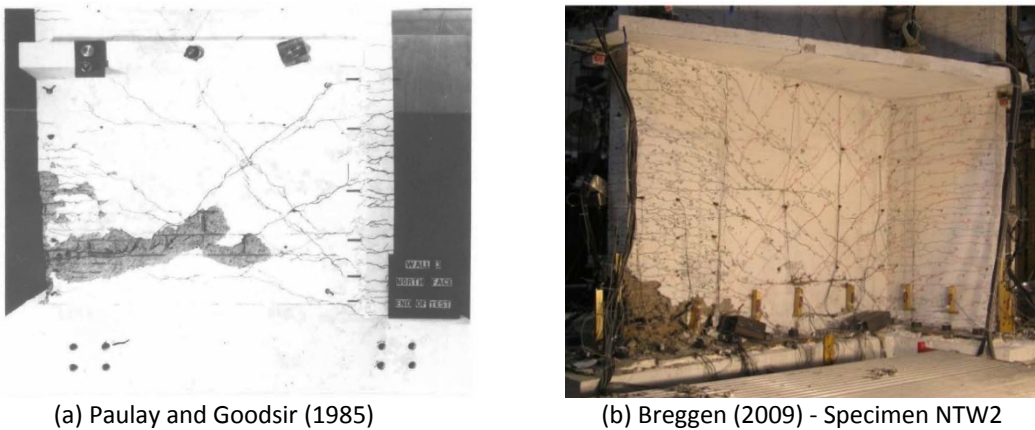 WALL 3
NORTH FACE
END OF TEST
(a) Paulay and Goodsir (1985)
(b) Breggen (2009) - Specimen NTW2